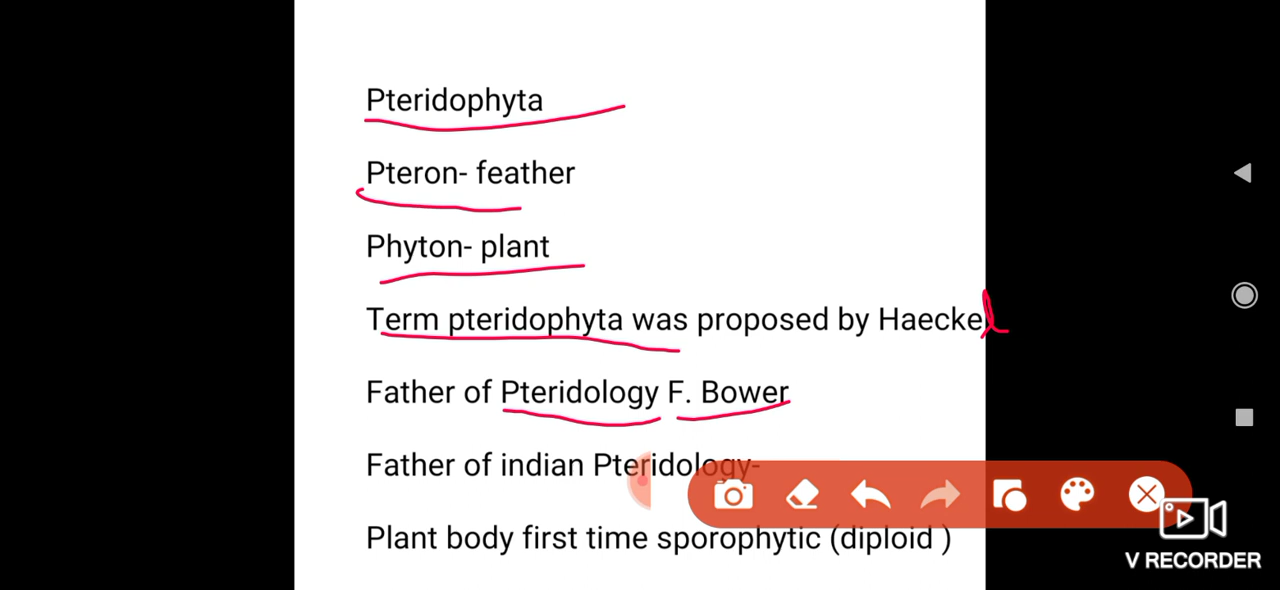 Pteridophyta
Pteron- feather
Phyton- plant
Term pteridophyta was proposed by Haeckel
Father of Pteridology F. Bower
Father of indian Pteridology-
Plant body first time sporophytic (diploid )
V RECORDER